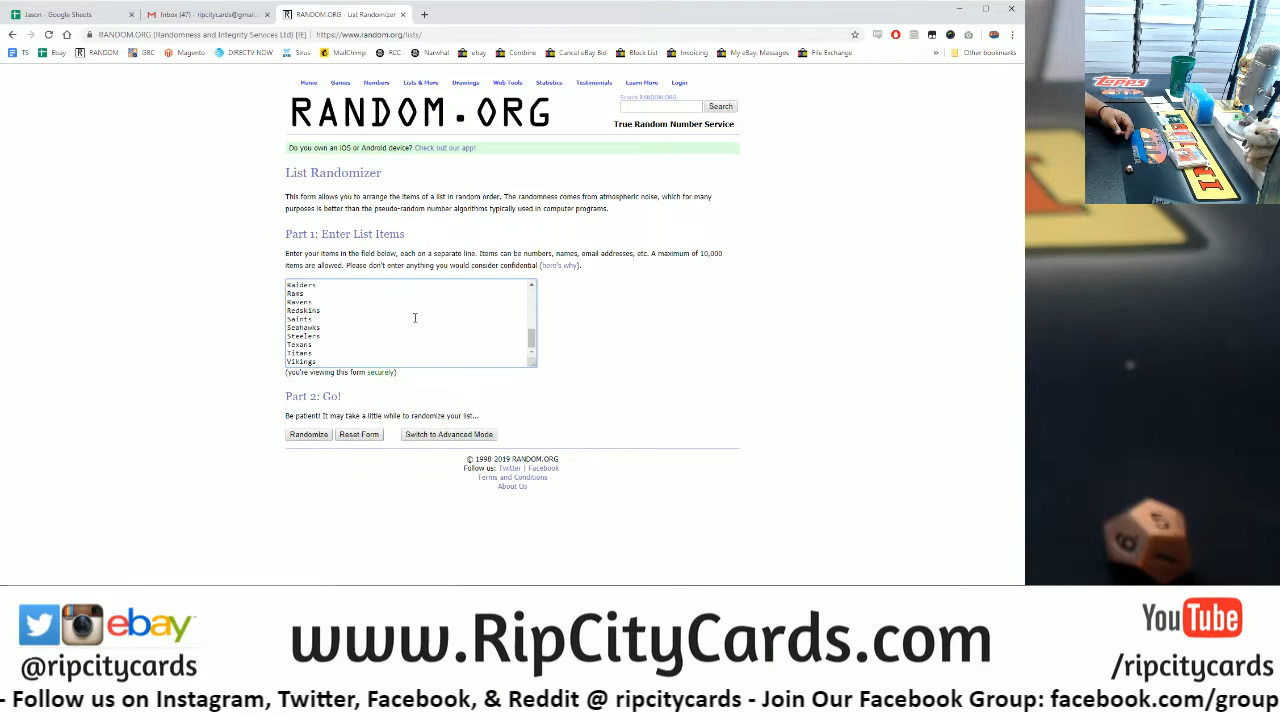 Jason - Google Sheets
Inbox (47) - ripcitycards@gmai
RANDOM.ORG - List Randomizer
RANDOM.ORG (Randomness and Integrity Services Ltd) [IE] | https://www.random.org/lists/
TS Ebay RANDOM GBC Magento DIRECTV NOW Sirus MailChimp RCC Narwhal ebay Combine Cancel eBay Bid Block List Invoicing My eBay: Messages File Exchange » Other bookmarks
Home Games Numbers Lists & More Drawings Web Tools Statistics Testimonials Learn More Login
RANDOM.ORG
Search RANDOM.ORG
Search
True Random Number Service
Do you own an iOS or Android device? Check out our app!
List Randomizer
This form allows you to arrange the items of a list in random order. The randomness comes from atmospheric noise, which for many
purposes is better than the pseudo-random number algorithms typically used in computer programs.
Part 1: Enter List Items
Enter your items in the field below, each on a separate line. Items can be numbers, names, email addresses, etc. A maximum of 10,000
items are allowed. Please don't enter anything you would consider confidential (here's why).
Raiders
Rams
Ravens
Redskins
Saints
Seahawks
Steelers
Texans
Titans
Vikings
(you're viewing this form securely)
Part 2: Go!
Be patient! It may take a little while to randomize your list...
Randomize Reset Form Switch to Advanced Mode
© 1998-2019 RANDOM.ORG
Follow us: Twitter | Facebook
Terms and Conditions
About Us
Topps
ebay
@ripcitycards
www.RipCityCards.com
YouTube
/ripcitycards
- Follow us on Instagram, Twitter, Facebook, & Reddit @ ripcitycards - Join Our Facebook Group: facebook.com/group